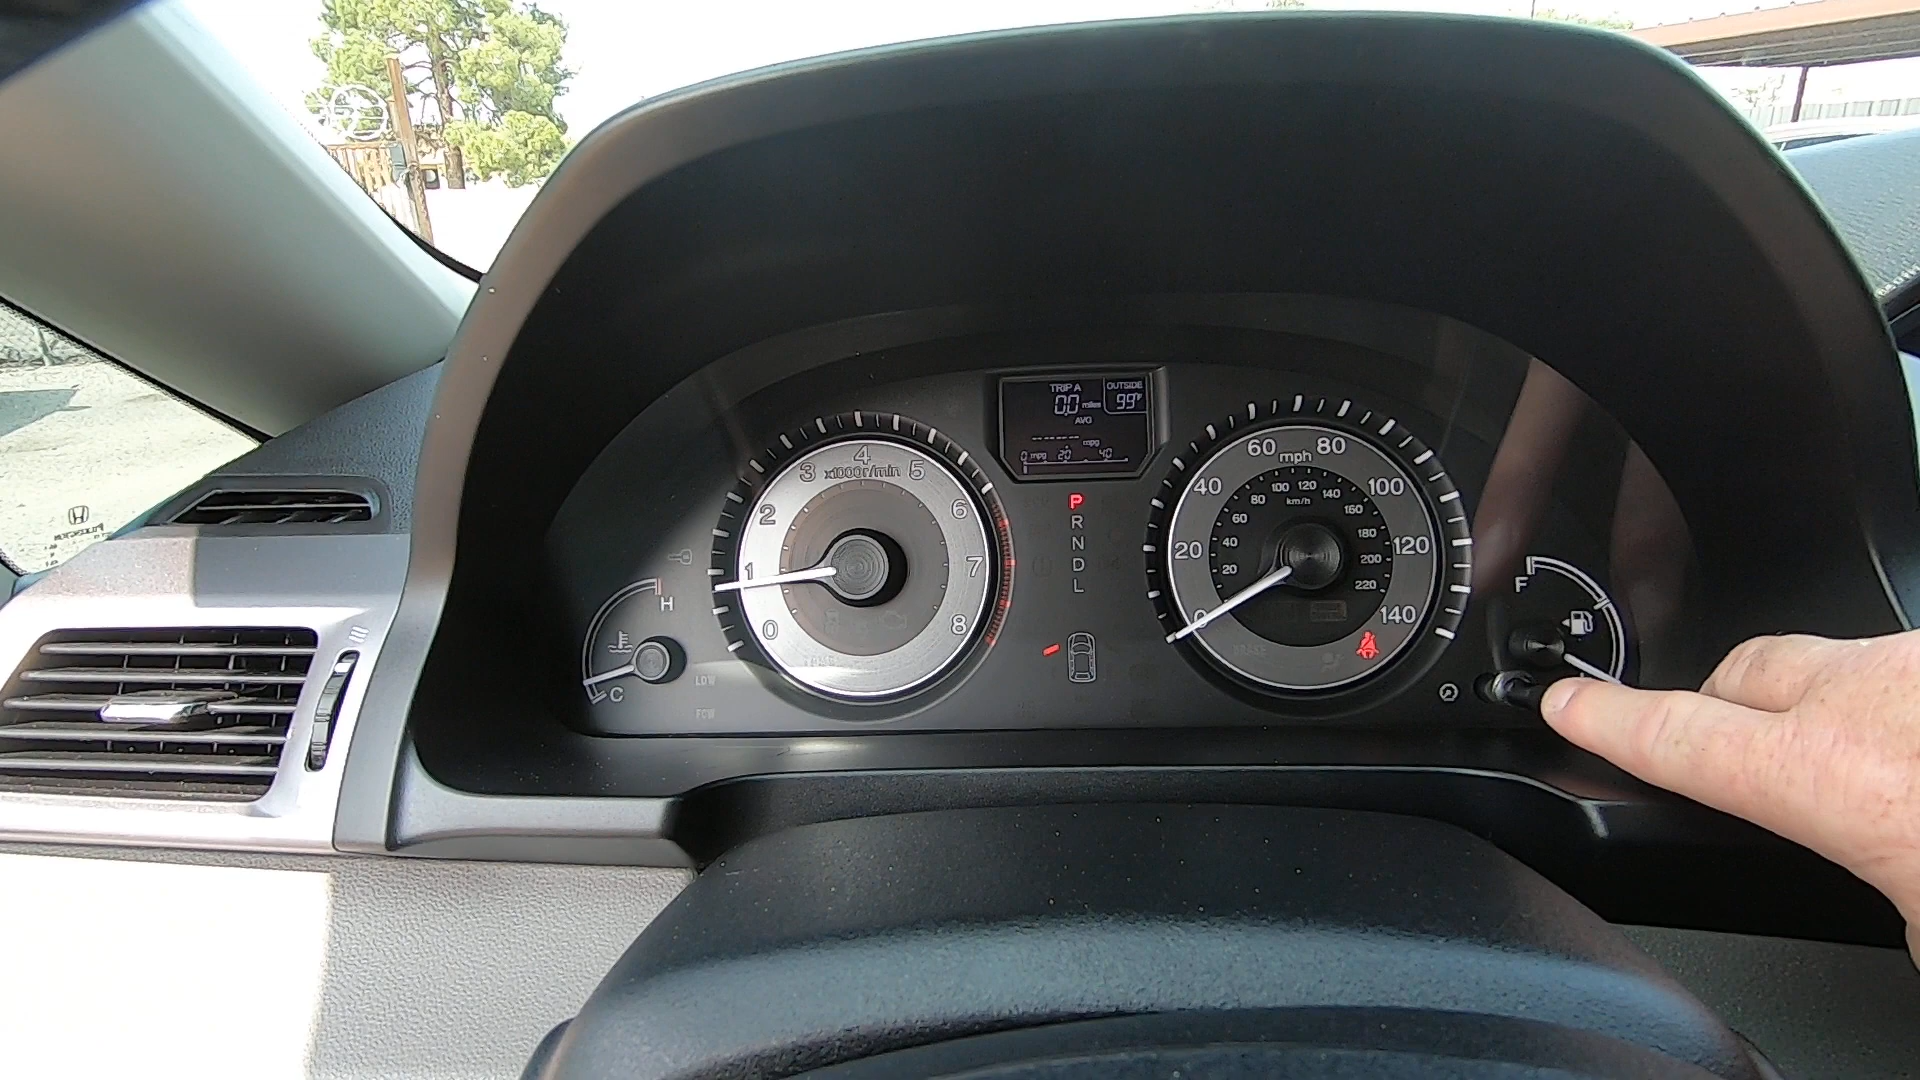 TRIP A
0.0 miles
OUTSIDE
99°F
AVG
------ mpg
0 mpg 20 40
0 1 2 3 4 5 6 7 8
x1000r/min
P
R
N
D
L
0 20 40 60 80 100 120 140
mph
20 40 60 80 100 120 140 160 180 200 220
km/h
H
C
LOW
FCW
BRAKE
F